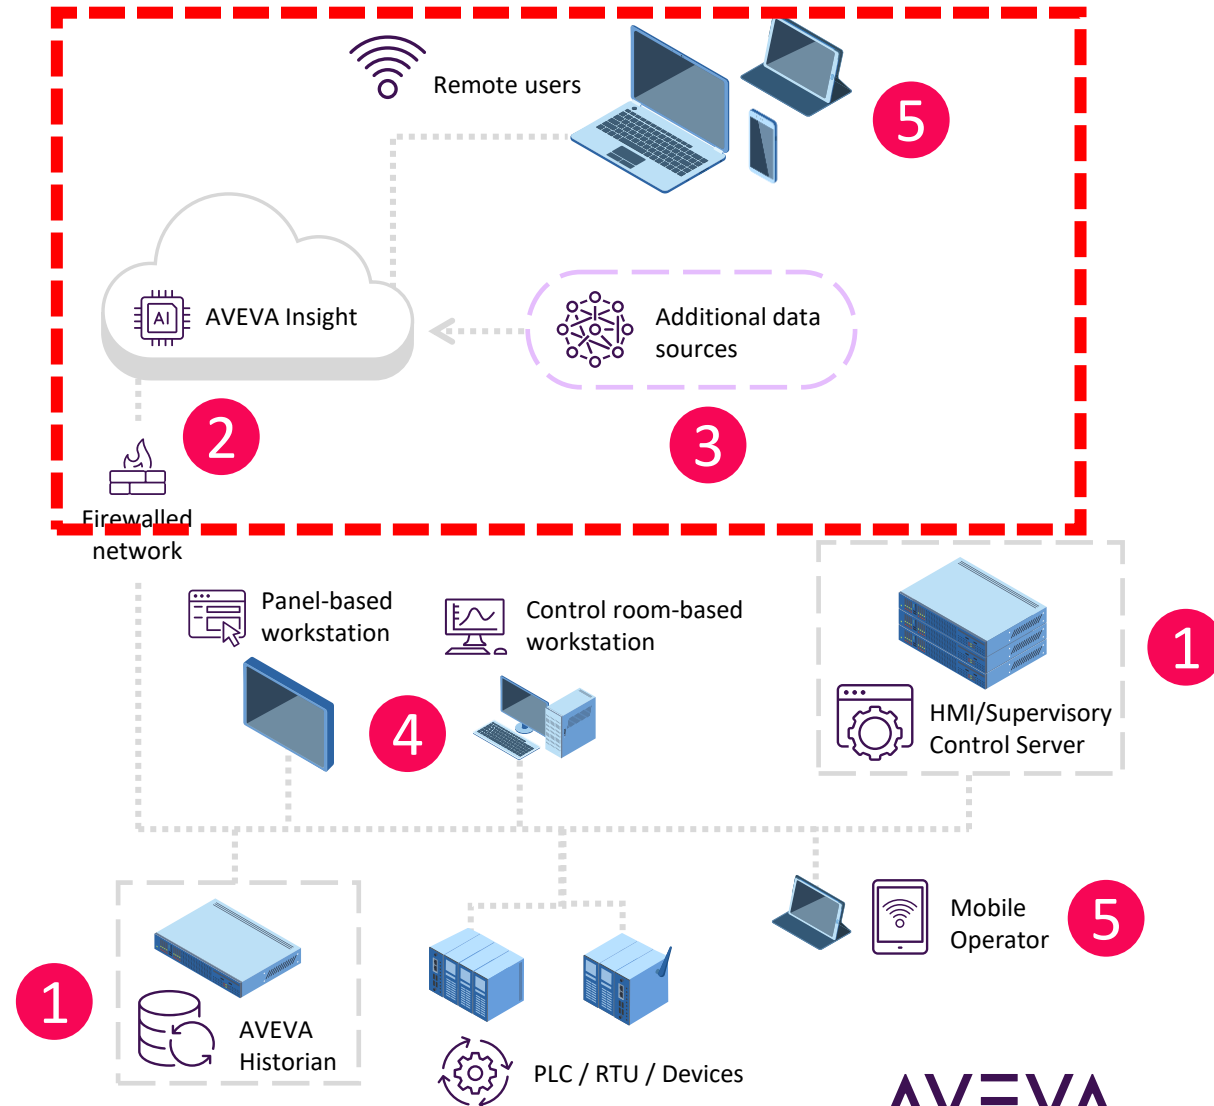 Remote users
5
AI
AVEVA Insight
Additional data
sources
2
3
Firewalled
network
Panel-based
workstation
Control room-based
workstation
1
4
HMI/Supervisory
Control Server
Mobile
Operator
5
1
AVEVA
Historian
PLC / RTU / Devices
AVEVA